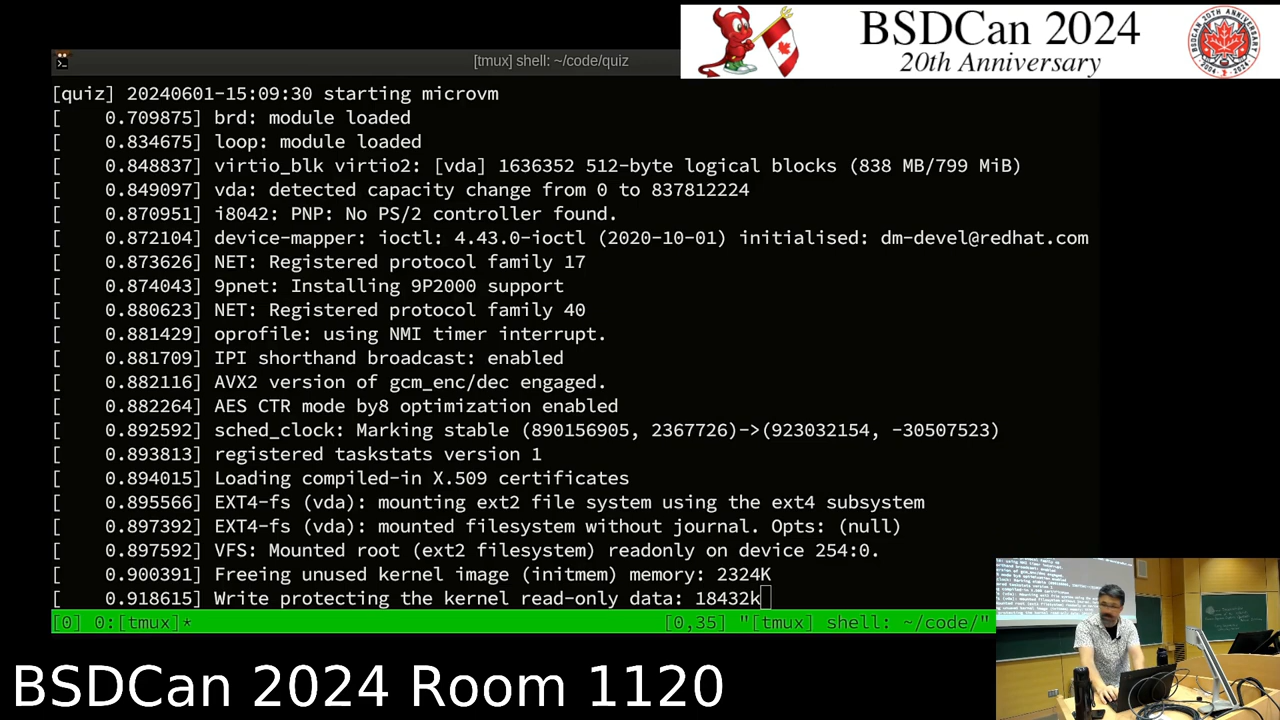 BSDCan 2024
20th Anniversary
[tmux] shell: ~/code/quiz
[quiz] 20240601-15:09:30 starting microvm
[    0.709875] brd: module loaded
[    0.834675] loop: module loaded
[    0.848837] virtio_blk virtio2: [vda] 1636352 512-byte logical blocks (838 MB/799 MiB)
[    0.849097] vda: detected capacity change from 0 to 837812224
[    0.870951] i8042: PNP: No PS/2 controller found.
[    0.872104] device-mapper: ioctl: 4.43.0-ioctl (2020-10-01) initialised: dm-devel@redhat.com
[    0.873626] NET: Registered protocol family 17
[    0.874043] 9pnet: Installing 9P2000 support
[    0.880623] NET: Registered protocol family 40
[    0.881429] oprofile: using NMI timer interrupt.
[    0.881709] IPI shorthand broadcast: enabled
[    0.882116] AVX2 version of gcm_enc/dec engaged.
[    0.882264] AES CTR mode by8 optimization enabled
[    0.892592] sched_clock: Marking stable (890156905, 2367726)->(923032154, -30507523)
[    0.893813] registered taskstats version 1
[    0.894015] Loading compiled-in X.509 certificates
[    0.895566] EXT4-fs (vda): mounting ext2 file system using the ext4 subsystem
[    0.897392] EXT4-fs (vda): mounted filesystem without journal. Opts: (null)
[    0.897592] VFS: Mounted root (ext2 filesystem) readonly on device 254:0.
[    0.900391] Freeing unused kernel image (initmem) memory: 2324K
[    0.918615] Write protecting the kernel read-only data: 18432k
[0] 0:[tmux]* [0,35] "[tmux] shell: ~/code/"
BSDCan 2024 Room 1120